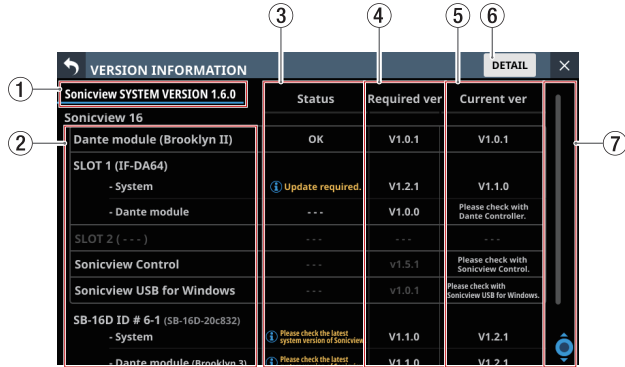 3 4 5 6
VERSION INFORMATION DETAIL
1 Sonicview SYSTEM VERSION 1.6.0
Status Required ver Current ver
Sonicview 16
2 Dante module (Brooklyn II) OK V1.0.1 V1.0.1 7
SLOT 1 (IF-DA64)
- System Update required. V1.2.1 V1.1.0
- Dante module - - - V1.0.0 Please check with
Dante Controller.
SLOT 2 ( - - - ) - - - - - - - - -
Sonicview Control - - - v1.5.1 Please check with
Sonicview Control.
Sonicview USB for Windows - - - v1.0.1 Please check with
Sonicview USB for Windows.
SB-16D ID # 6-1 (SB-16D-20c832)
- System Please check the latest
system version of Sonicview V1.1.0 V1.2.1
- Dante module (Brooklyn 3) Please check the latest V1.1.0 V1.2.1